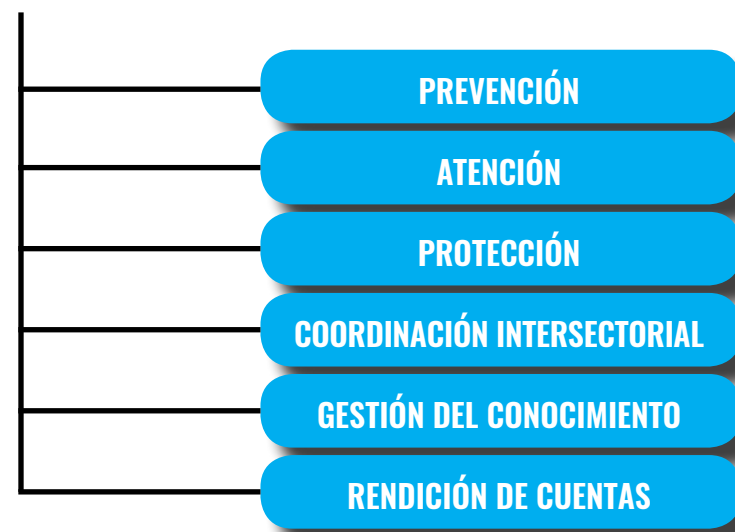 PREVENCIÓN
ATENCIÓN
PROTECCIÓN
COORDINACIÓN INTERSECTORIAL
GESTIÓN DEL CONOCIMIENTO
RENDICIÓN DE CUENTAS